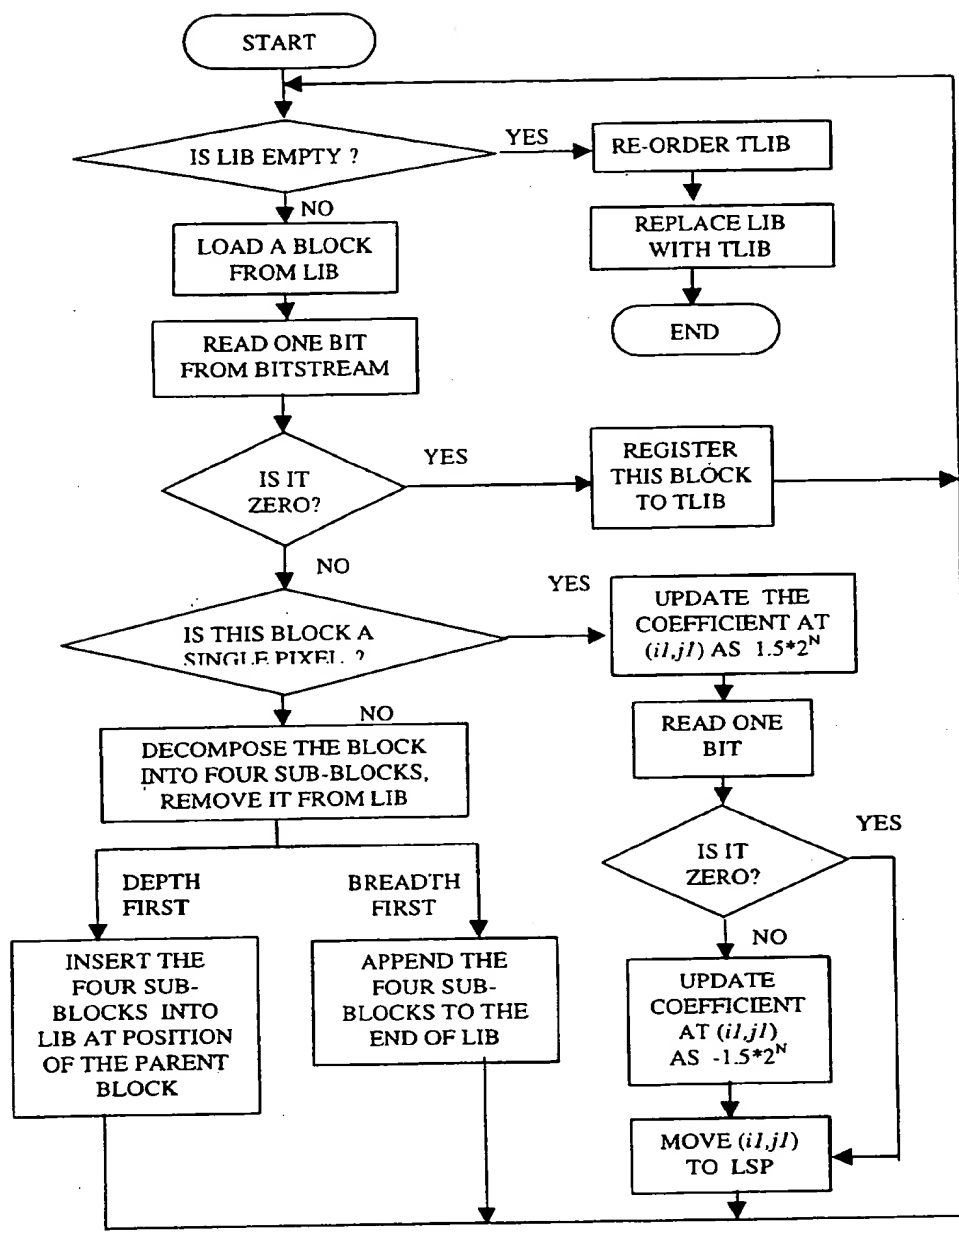 START
IS LIB EMPTY ?
YES
RE-ORDER TLIB
NO
REPLACE LIB
WITH TLIB
LOAD A BLOCK
FROM LIB
END
READ ONE BIT
FROM BITSTREAM
IS IT
ZERO?
YES
REGISTER
THIS BLOCK
TO TLIB
NO
IS THIS BLOCK A
SINGLE PIXEL ?
YES
UPDATE THE
COEFFICIENT AT
(i1,j1) AS 1.5*2^N
NO
READ ONE
BIT
DECOMPOSE THE BLOCK
INTO FOUR SUB-BLOCKS,
REMOVE IT FROM LIB
IS IT
ZERO?
YES
DEPTH
FIRST
BREADTH
FIRST
NO
INSERT THE
FOUR SUB-
BLOCKS INTO
LIB AT POSITION
OF THE PARENT
BLOCK
APPEND THE
FOUR SUB-
BLOCKS TO THE
END OF LIB
UPDATE
COEFFICIENT
AT (i1,j1)
AS -1.5*2^N
MOVE (i1,j1)
TO LSP